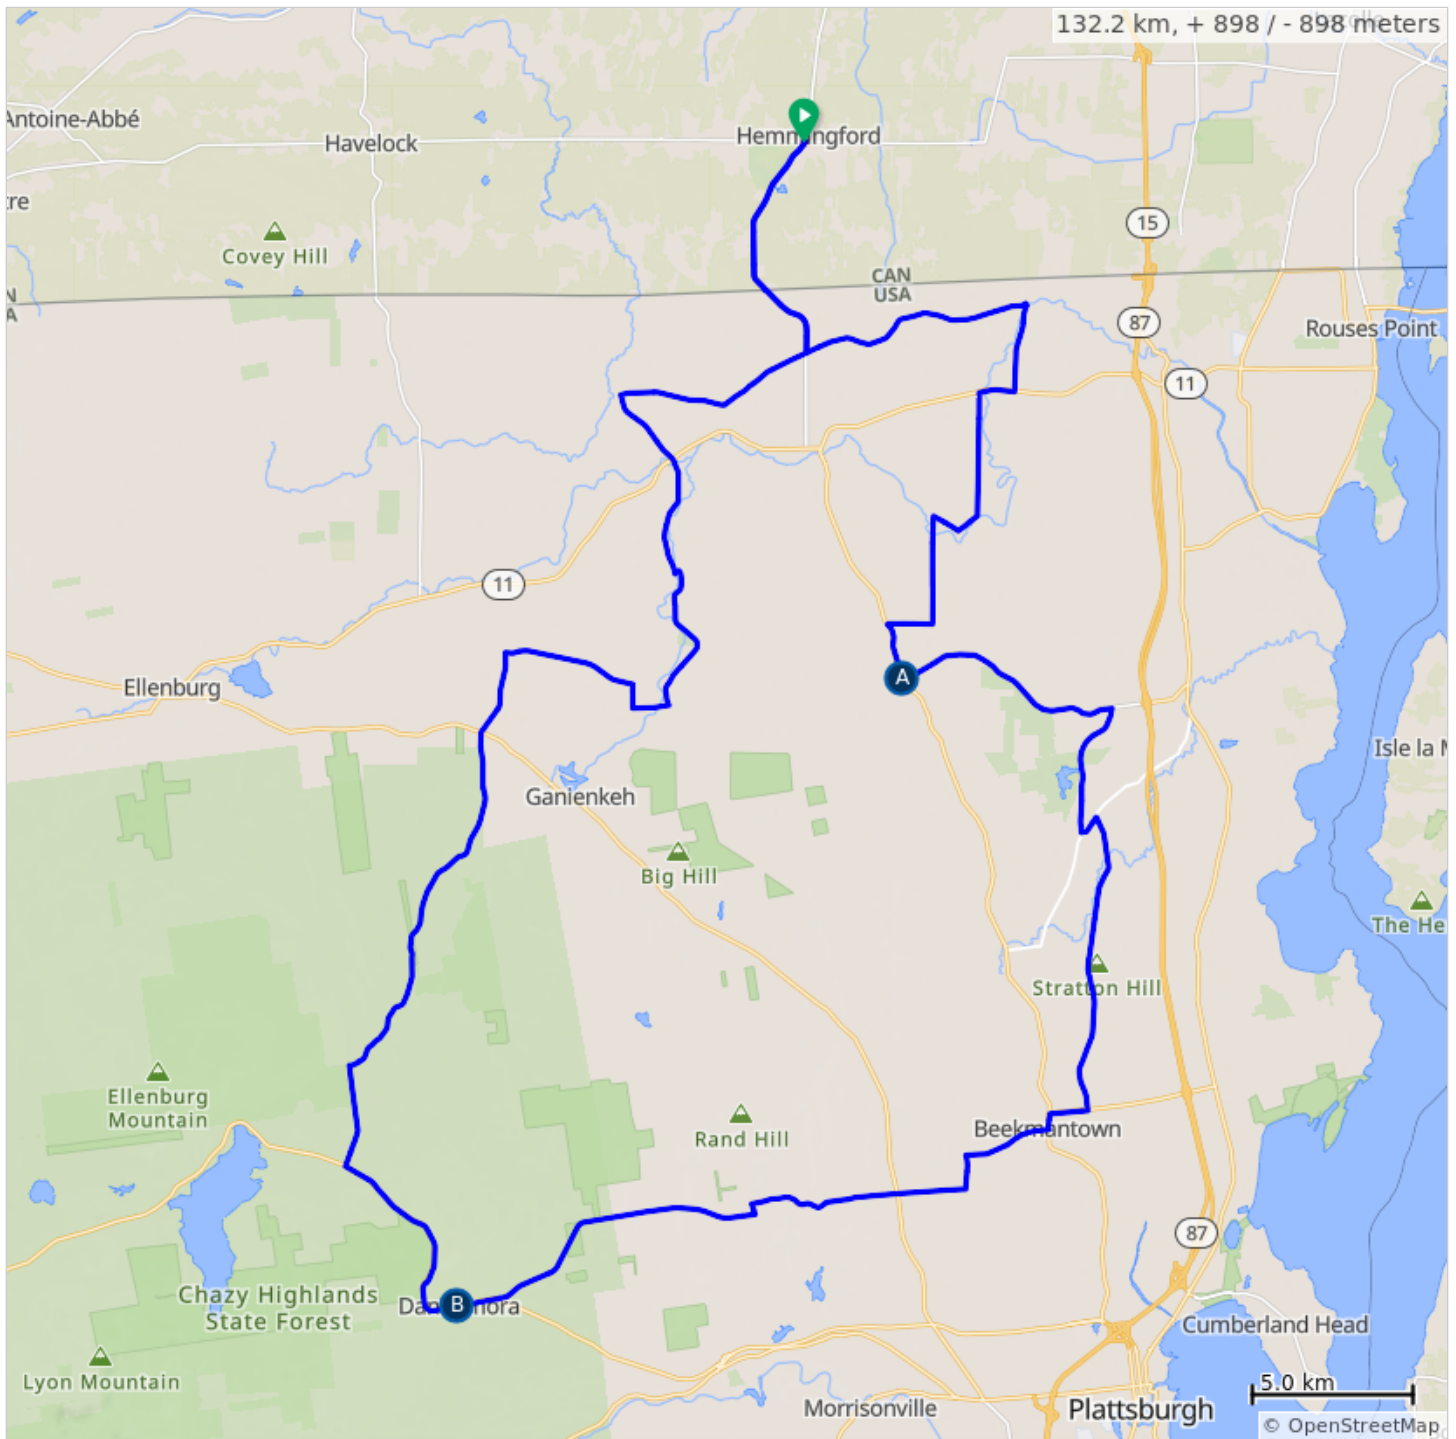 132.2 km, + 898 / - 898 meters
Antoine-Abbé
Havelock
Hemmingford
Covey Hill
15
CAN
USA
87
Rouses Point
11
11
Ellenburg
A
Isle la
Ganienkeh
Big Hill
The He
Stratton Hill
Ellenburg
Mountain
Rand Hill
Beekmantown
87
Chazy Highlands
State Forest
B
Cumberland Head
Lyon Mountain
5.0 km
Morrisonville
Plattsburgh
© OpenStreetMap